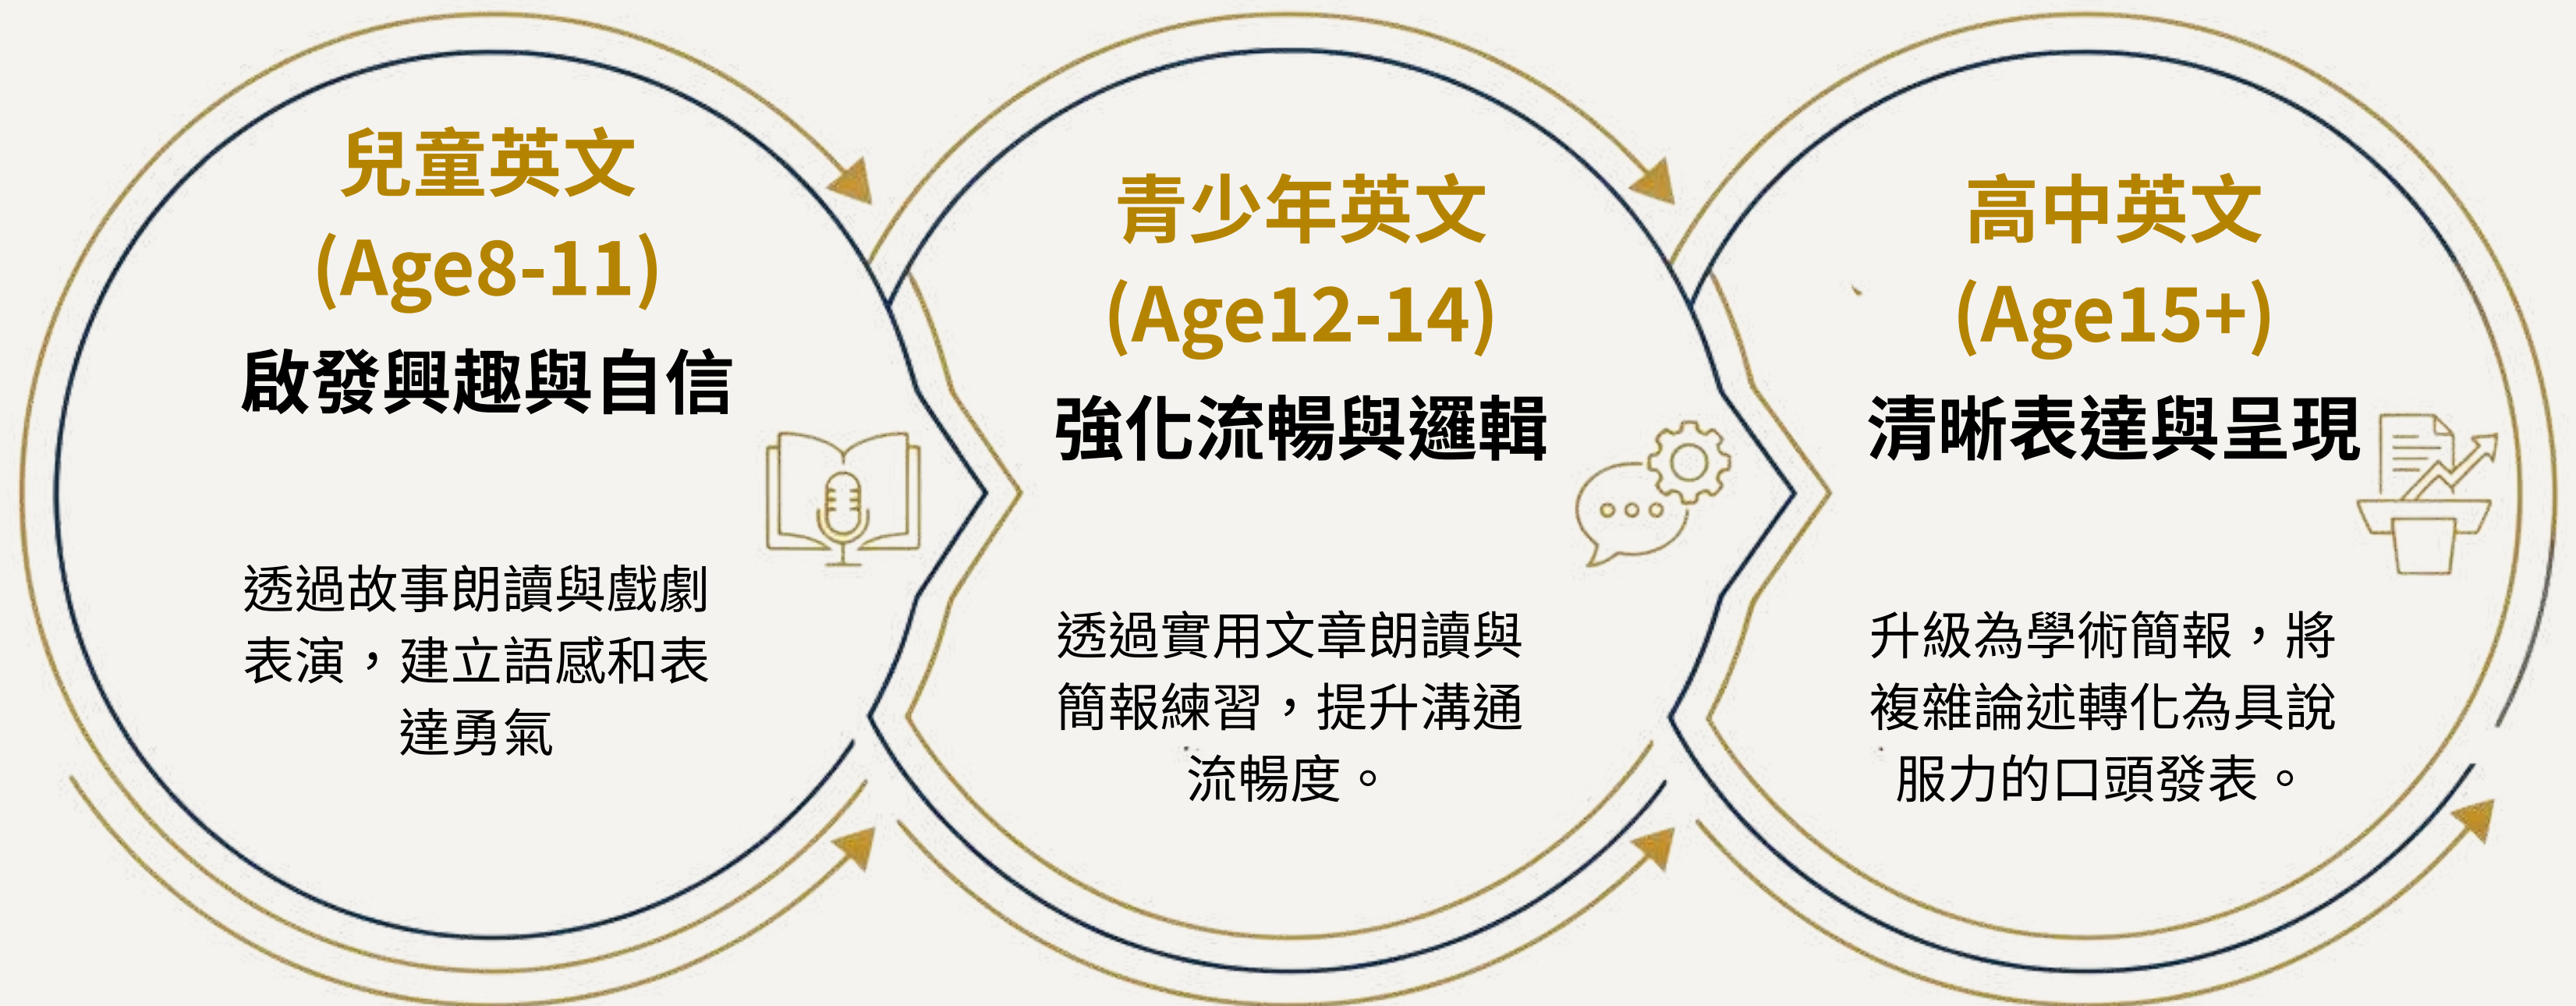 兒童英文
(Age8-11)
啟發興趣與自信
透過故事朗讀與戲劇
表演，建立語感和表
達勇氣
青少年英文
(Age12-14)
強化流暢與邏輯
透過實用文章朗讀與
簡報練習，提升溝通
流暢度。
高中英文
(Age15+)
清晰表達與呈現
升級為學術簡報，將
複雜論述轉化為具說
服力的口頭發表。